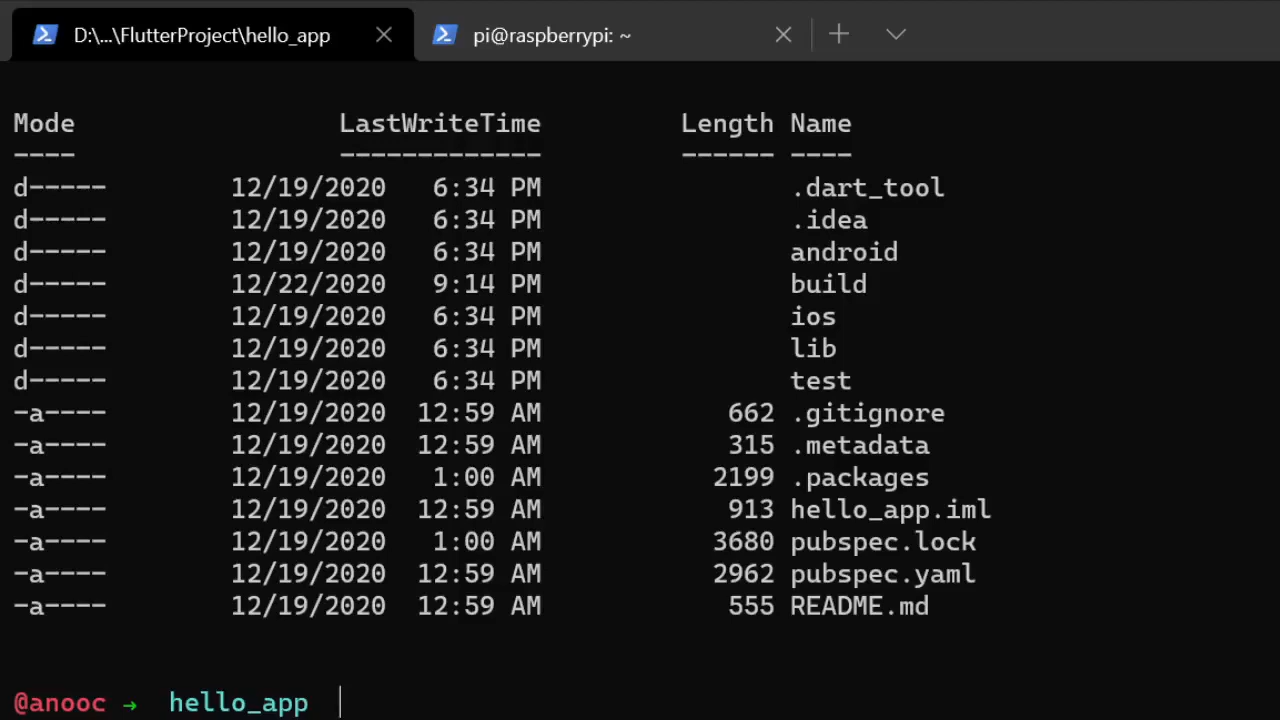 D:\...\FlutterProject\hello_app pi@raspberrypi: ~
Mode LastWriteTime Length Name
---- ------------- ------ ----
d----- 12/19/2020 6:34 PM .dart_tool
d----- 12/19/2020 6:34 PM .idea
d----- 12/19/2020 6:34 PM android
d----- 12/22/2020 9:14 PM build
d----- 12/19/2020 6:34 PM ios
d----- 12/19/2020 6:34 PM lib
d----- 12/19/2020 6:34 PM test
-a---- 12/19/2020 12:59 AM 662 .gitignore
-a---- 12/19/2020 12:59 AM 315 .metadata
-a---- 12/19/2020 1:00 AM 2199 .packages
-a---- 12/19/2020 12:59 AM 913 hello_app.iml
-a---- 12/19/2020 1:00 AM 3680 pubspec.lock
-a---- 12/19/2020 12:59 AM 2962 pubspec.yaml
-a---- 12/19/2020 12:59 AM 555 README.md
@anooc → hello_app